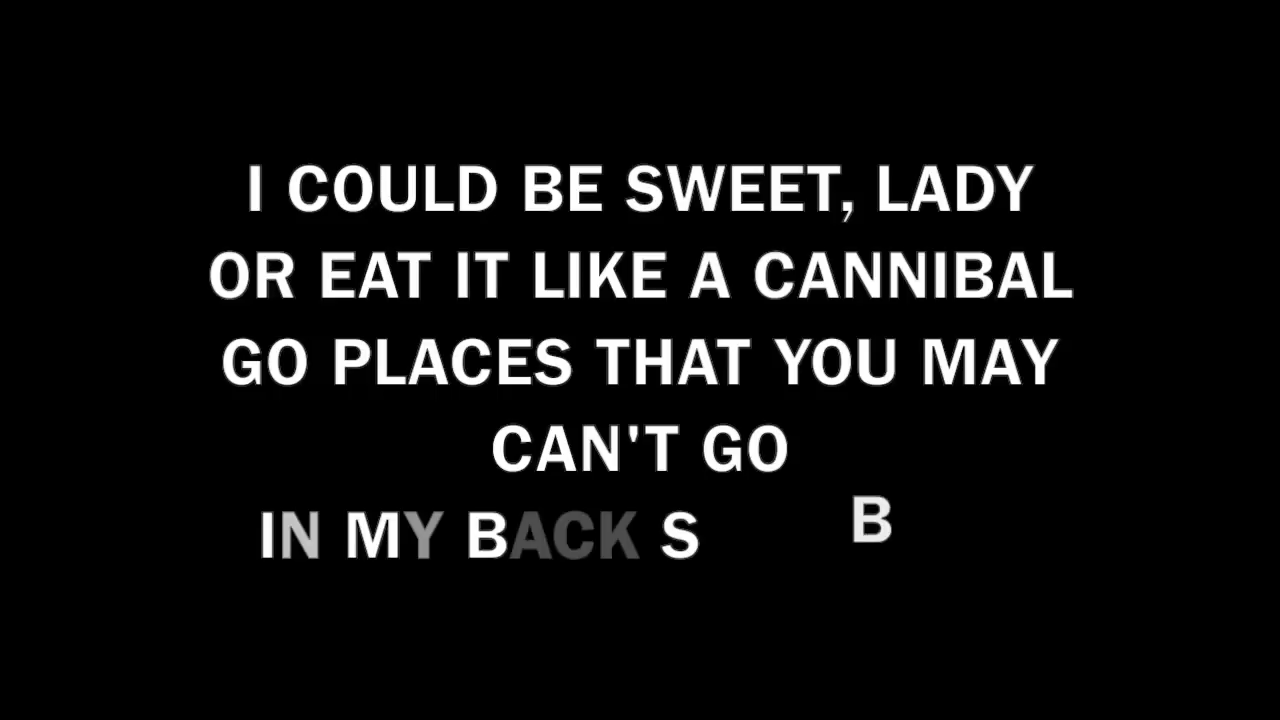 I COULD BE SWEET, LADY
OR EAT IT LIKE A CANNIBAL
GO PLACES THAT YOU MAY
CAN'T GO
IN MY BACK S B